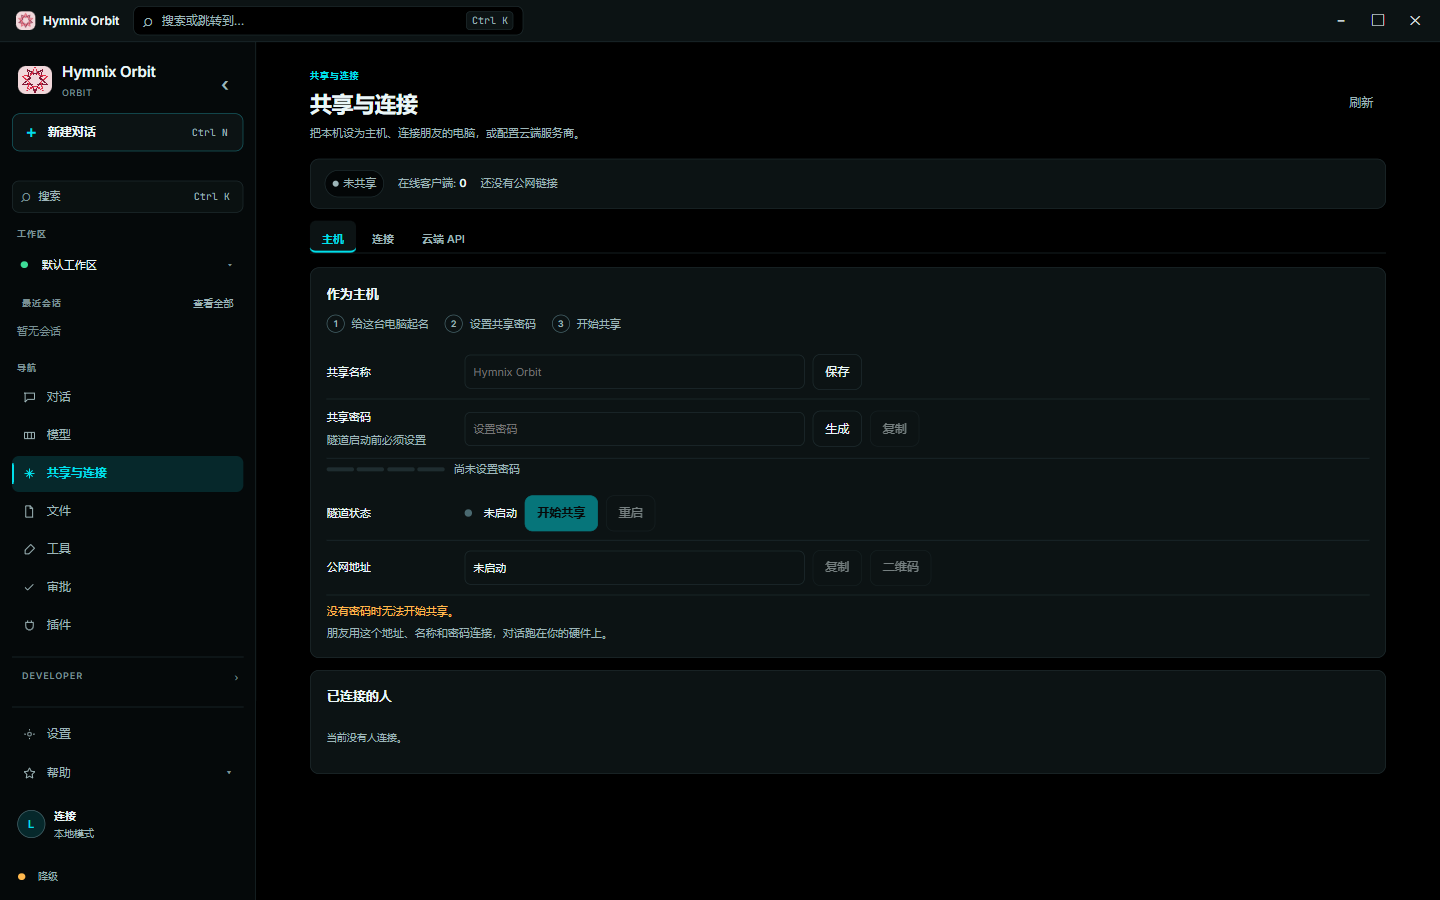 Hymnix Orbit
搜索或跳转到...
Ctrl K
Hymnix Orbit
ORBIT
新建对话
Ctrl N
搜索
Ctrl K
工作区
默认工作区
最近会话
查看全部
暂无会话
导航
对话
模型
共享与连接
文件
工具
审批
插件
DEVELOPER
设置
帮助
L
连接
本地模式
降级
共享与连接
共享与连接
刷新
把本机设为主机、连接朋友的电脑，或配置云端服务商。
未共享
在线客户端: 0
还没有公网链接
主机
连接
云端 API
作为主机
1 给这台电脑起名
2 设置共享密码
3 开始共享
共享名称
Hymnix Orbit
保存
共享密码
隧道启动前必须设置
设置密码
生成
复制
尚未设置密码
隧道状态
未启动
开始共享
重启
公网地址
未启动
复制
二维码
没有密码时无法开始共享。
朋友用这个地址、名称和密码连接，对话跑在你的硬件上。
已连接的人
当前没有人连接。